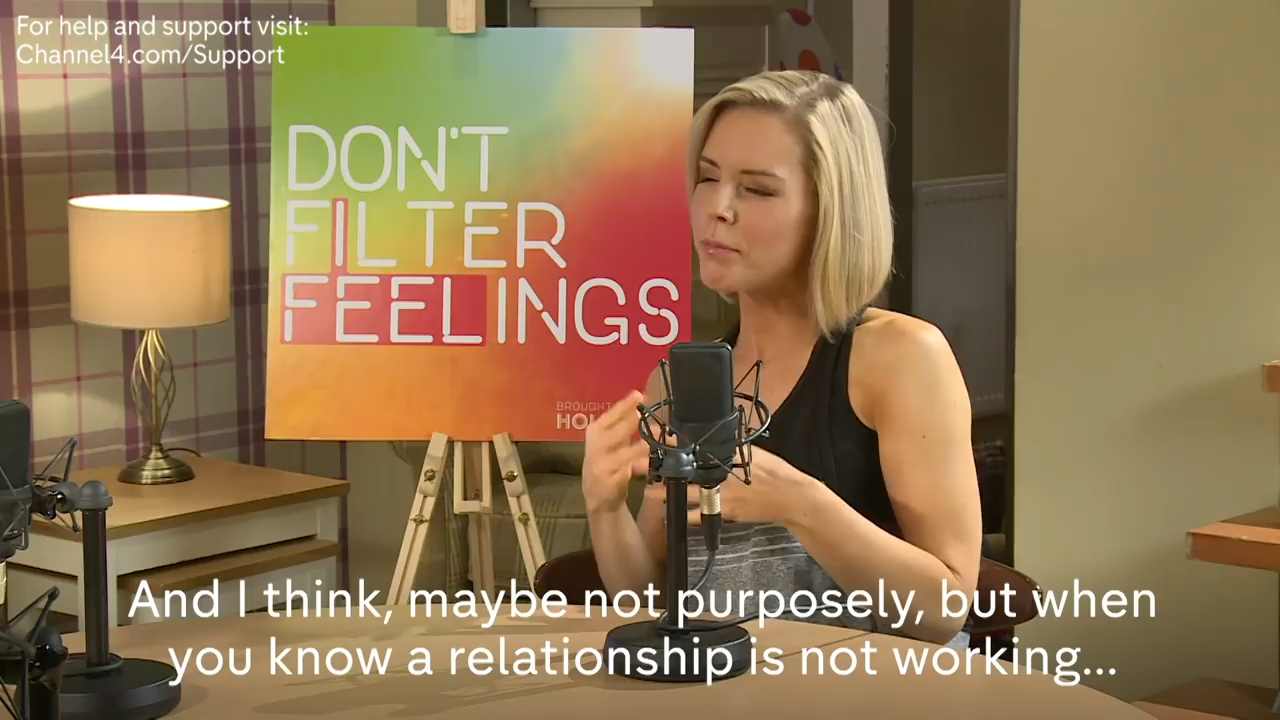 For help and support visit:
Channel4.com/Support
DON'T
FILTER
FEELINGS
BROUGHT
And I think, maybe not purposely, but when
you know a relationship is not working...